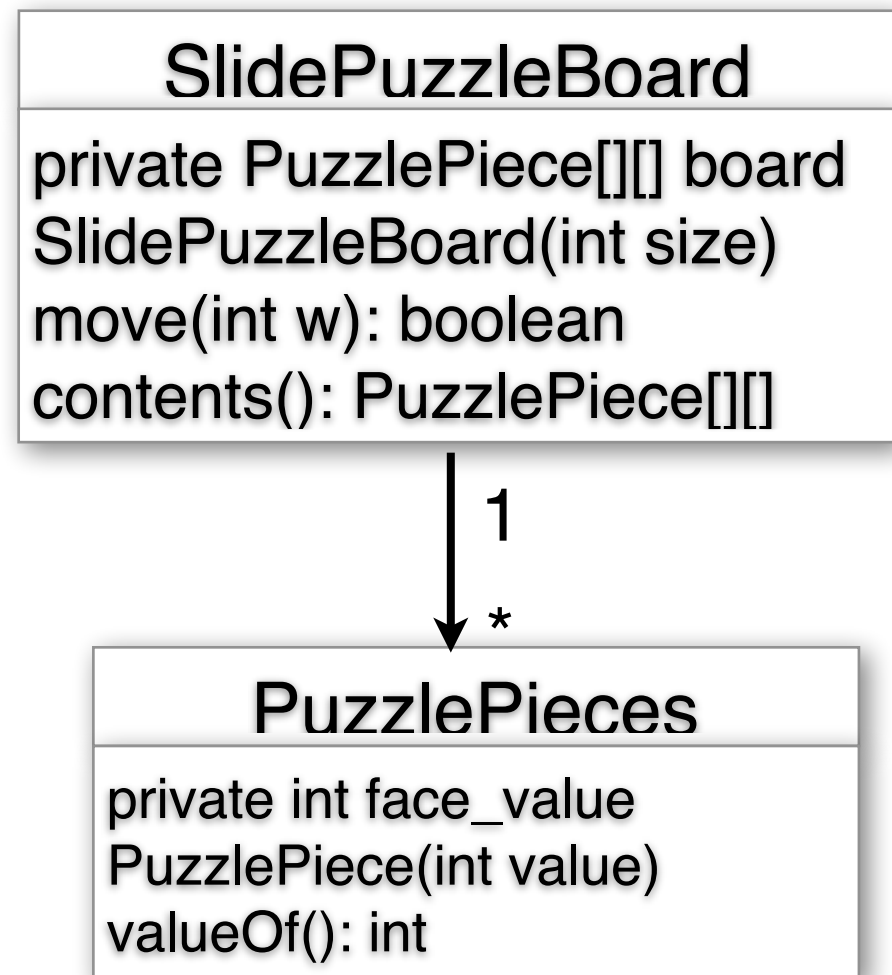 SlidePuzzleBoard
private PuzzlePiece[][] board
SlidePuzzleBoard(int size)
move(int w): boolean
contents(): PuzzlePiece[][]
1
*
PuzzlePieces
private int face_value
PuzzlePiece(int value)
valueOf(): int